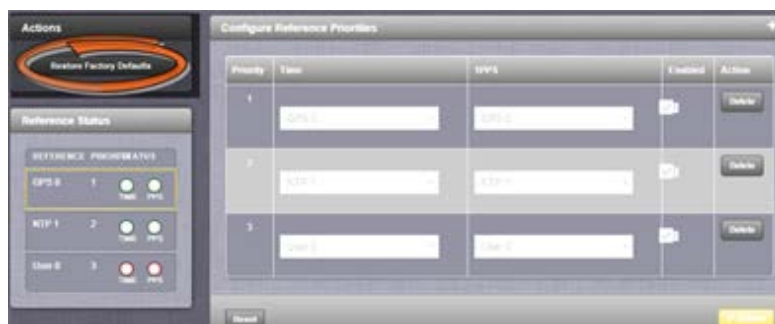 Actions
Restore Factory Defaults
Reference Status
REFERENCE PRIORITY STATUS
GPS 0 1
TIME PPS
NTP 1 2
TIME PPS
User 0 3
TIME PPS
Configure Reference Priorities
Priority Time 1PPS Enabled Action
1 GPS 0 GPS 0 Delete
2 NTP 1 NTP 1 Delete
3 User 0 User 0 Delete
Reset